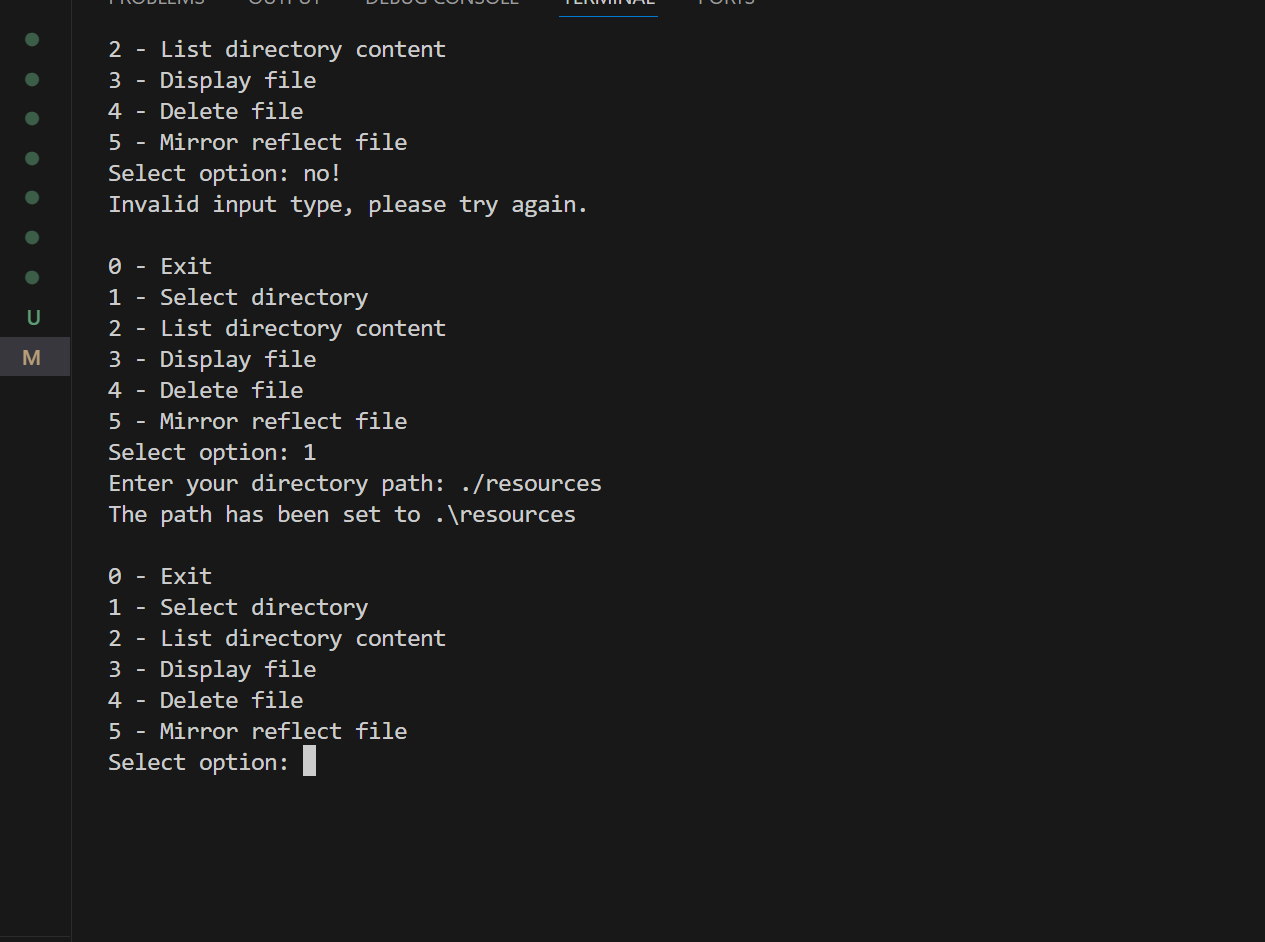 PROBLEMS OUTPUT DEBUG CONSOLE TERMINAL PORTS
2 - List directory content
3 - Display file
4 - Delete file
5 - Mirror reflect file
Select option: no!
Invalid input type, please try again.
0 - Exit
1 - Select directory
U
2 - List directory content
M
3 - Display file
4 - Delete file
5 - Mirror reflect file
Select option: 1
Enter your directory path: ./resources
The path has been set to .\resources
0 - Exit
1 - Select directory
2 - List directory content
3 - Display file
4 - Delete file
5 - Mirror reflect file
Select option: